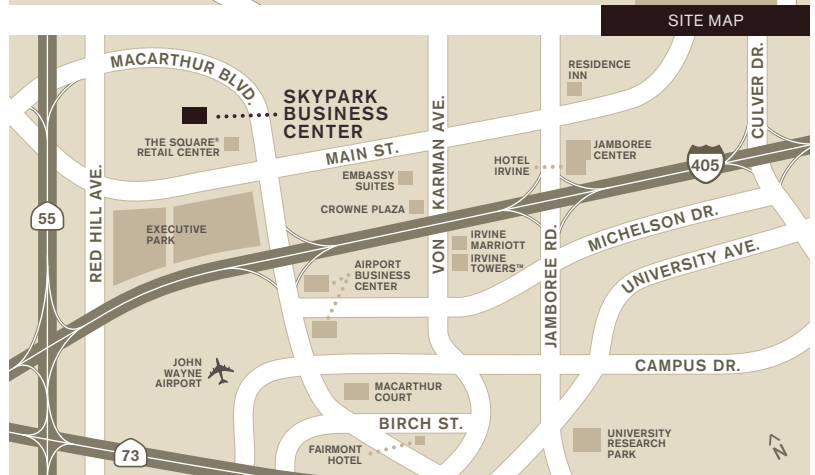 SITE MAP
MACARTHUR BLVD.
SKYPARK
BUSINESS
CENTER
THE SQUARE®
RETAIL CENTER
MAIN ST.
VON KARMAN AVE.
RESIDENCE
INN
CULVER DR.
JAMBOREE
CENTER
HOTEL
IRVINE
405
EMBASSY
SUITES
CROWNE PLAZA
RED HILL AVE.
55
EXECUTIVE
PARK
IRVINE
MARRIOTT
IRVINE
TOWERS™
MICHELSON DR.
UNIVERSITY AVE.
JAMBOREE RD.
AIRPORT
BUSINESS
CENTER
JOHN
WAYNE
AIRPORT
CAMPUS DR.
MACARTHUR
COURT
BIRCH ST.
FAIRMONT
HOTEL
UNIVERSITY
RESEARCH
PARK
73
N